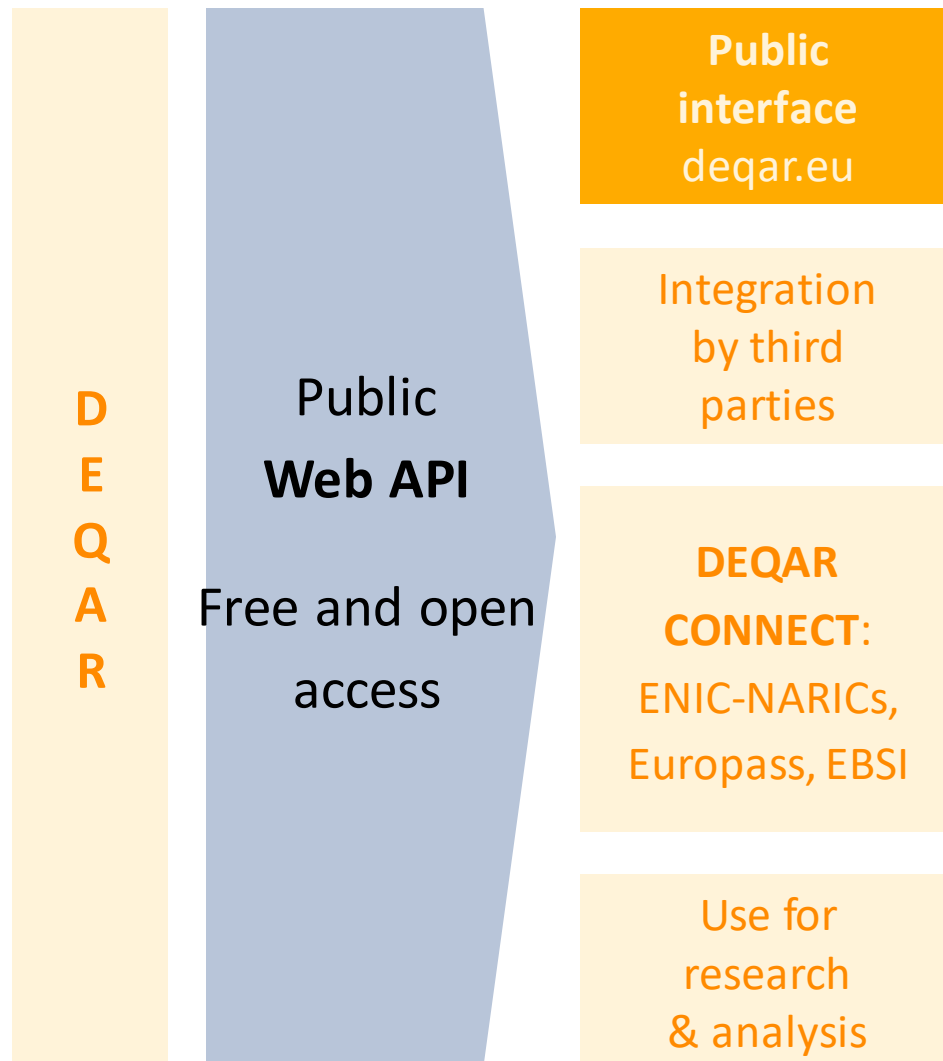 D
E
Q
A
R
Public
Web API
Free and open
access
Public
interface
deqar.eu
Integration
by third
parties
DEQAR
CONNECT:
ENIC-NARICs,
Europass, EBSI
Use for
research
& analysis